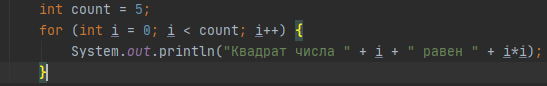 int count = 5;
for (int i = 0; i < count; i++) {
System.out.println("Квадрат числа " + i + " равен " + i*i);
}